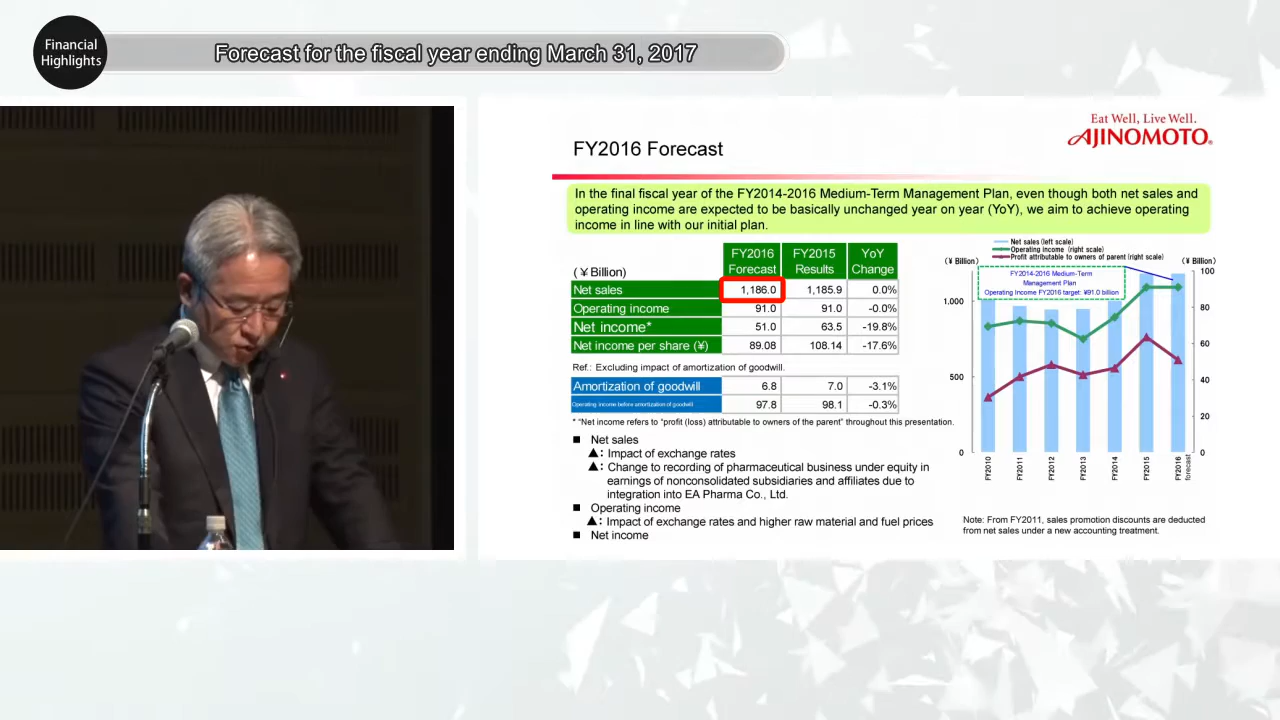 Financial
Highlights
Forecast for the fiscal year ending March 31, 2017
Eat Well, Live Well.
AJINOMOTO®
FY2016 Forecast
In the final fiscal year of the FY2014-2016 Medium-Term Management Plan, even though both net sales and
operating income are expected to be basically unchanged year on year (YoY), we aim to achieve operating
income in line with our initial plan.
(¥Billion) FY2016 Forecast FY2015 Results YoY Change
Net sales 1,186.0 1,185.9 0.0%
Operating income 91.0 91.0 -0.0%
Net income* 51.0 63.5 -19.8%
Net income per share (¥) 89.08 108.14 -17.6%
Ref.: Excluding impact of amortization of goodwill.
Amortization of goodwill 6.8 7.0 -3.1%
Operating income before amortization of goodwill 97.8 98.1 -0.3%
* "Net income refers to "profit (loss) attributable to owners of the parent" throughout this presentation.
■ Net sales
▲: Impact of exchange rates
▲: Change to recording of pharmaceutical business under equity in
earnings of nonconsolidated subsidiaries and affiliates due to
integration into EA Pharma Co., Ltd.
■ Operating income
▲: Impact of exchange rates and higher raw material and fuel prices
■ Net income
Net sales (left scale)
Operating income (right scale)
Profit attributable to owners of parent (right scale)
(¥ Billion) (¥ Billion)
FY2014-2016 Medium-Term
Management Plan
Operating Income FY2016 target: ¥91.0 billion
1,000
500
0
100
80
60
40
20
0
FY2010 FY2011 FY2012 FY2013 FY2014 FY2015 FY2016 forecast
Note: From FY2011, sales promotion discounts are deducted
from net sales under a new accounting treatment.